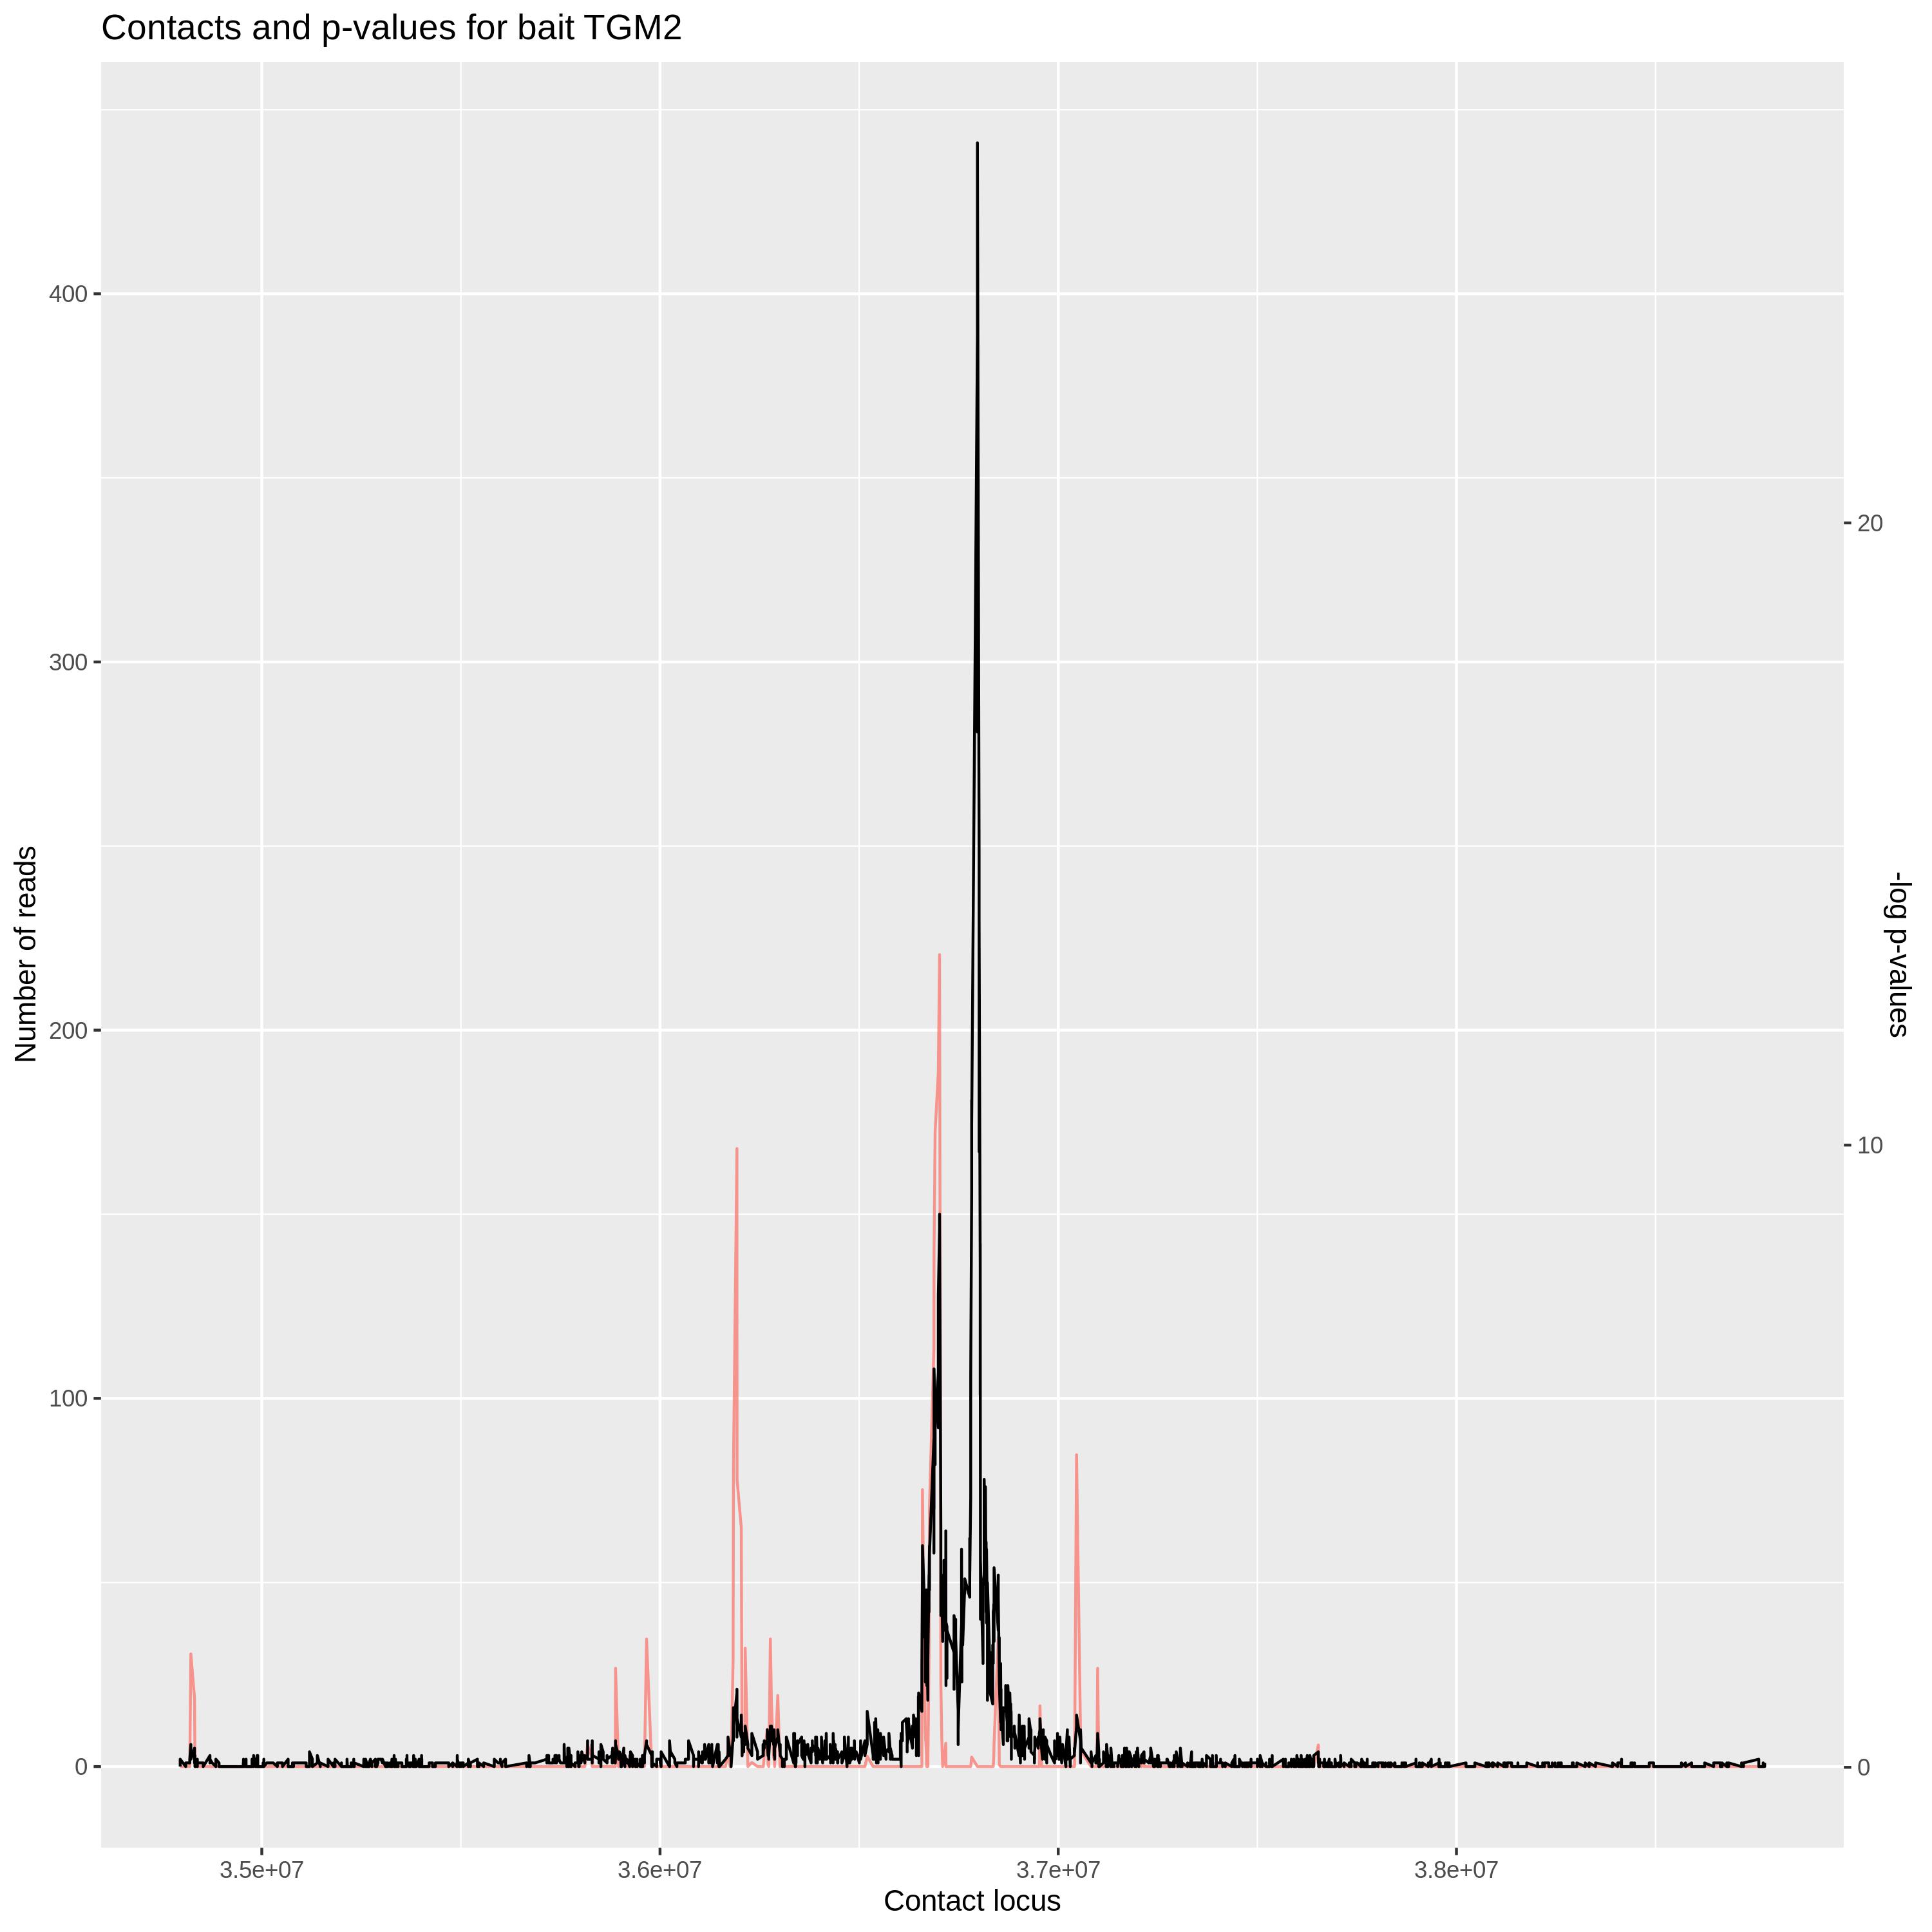 Contacts and p-values for bait TGM2
Number of reads
400
300
200
100
0
20
10
0
-log p-values
3.5e+07 3.6e+07 3.7e+07 3.8e+07
Contact locus